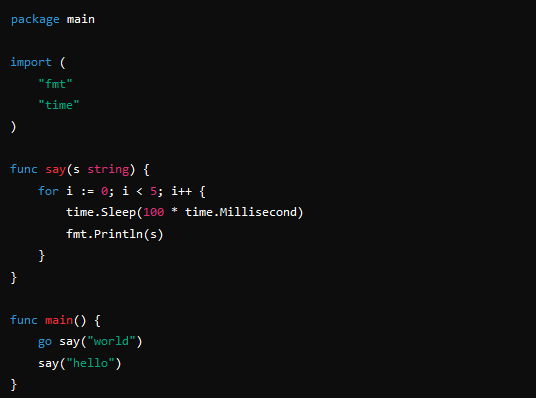 package main

import (
    "fmt"
    "time"
)

func say(s string) {
    for i := 0; i < 5; i++ {
        time.Sleep(100 * time.Millisecond)
        fmt.Println(s)
    }
}

func main() {
    go say("world")
    say("hello")
}